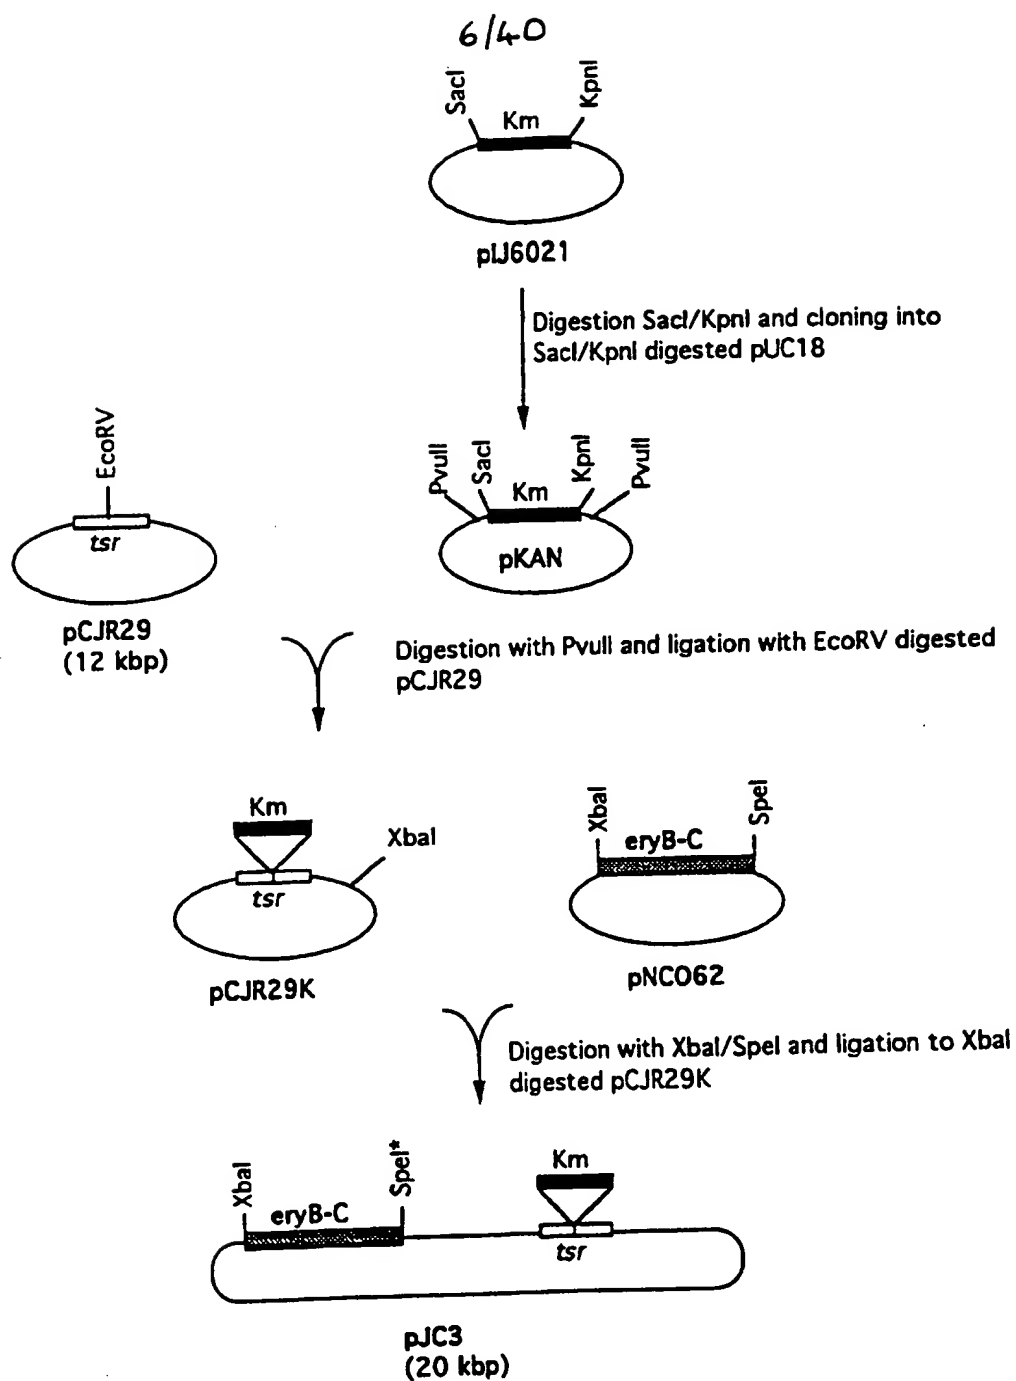 6/40
SacI
KpnI
Km
pIJ6021
Digestion SacI/KpnI and cloning into
SacI/KpnI digested pUC18
EcoRV
tsr
pCJR29
(12 kbp)
PvuII
SacI
Km
KpnI
PvuII
pKAN
Digestion with PvuII and ligation with EcoRV digested
pCJR29
Km
XbaI
tsr
pCJR29K
XbaI
eryB-C
SpeI
pNCO62
Digestion with XbaI/SpeI and ligation to XbaI
digested pCJR29K
XbaI
eryB-C
SpeI*
Km
tsr
pJC3
(20 kbp)